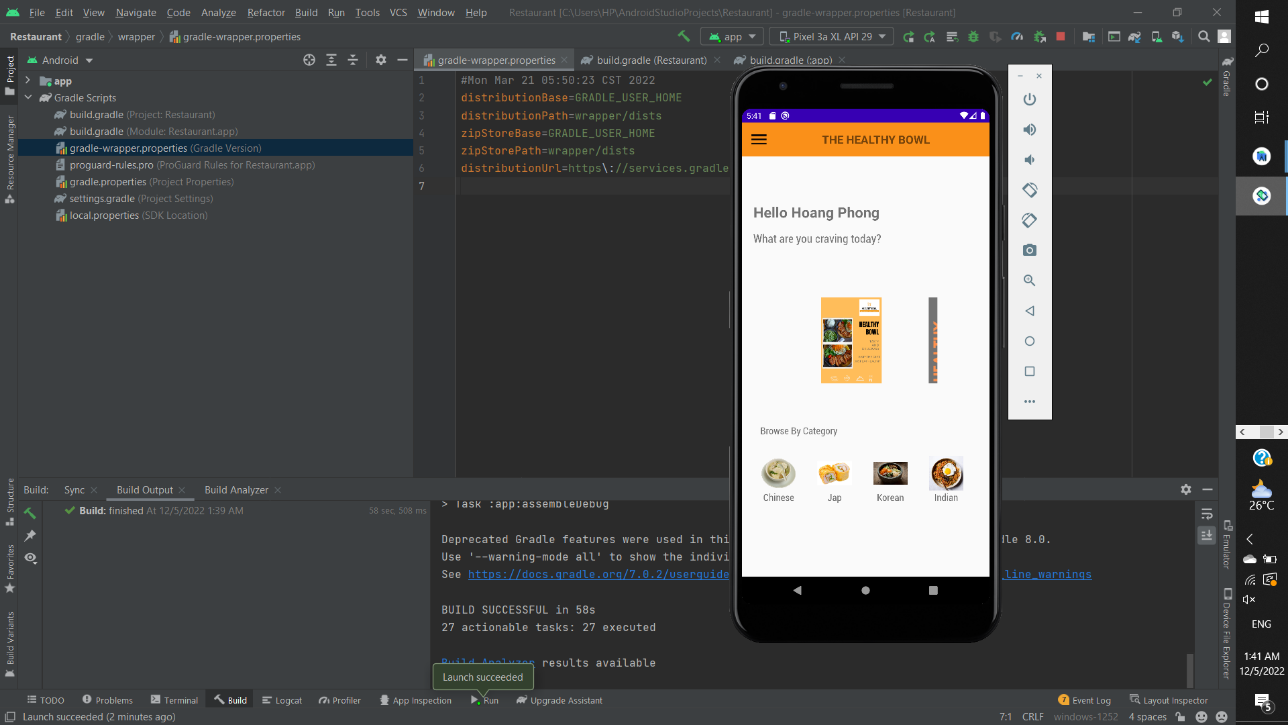 File Edit View Navigate Code Analyze Refactor Build Run Tools VCS Window Help Restaurant [C:\Users\HP\AndroidStudioProjects\Restaurant] - gradle-wrapper.properties [Restaurant]
Restaurant gradle wrapper gradle-wrapper.properties
app Pixel 3a XL API 29
Project
Resource Manager
Structure
Favorites
Build Variants
Android
app
Gradle Scripts
build.gradle (Project: Restaurant)
build.gradle (Module: Restaurant.app)
gradle-wrapper.properties (Gradle Version)
proguard-rules.pro (ProGuard Rules for Restaurant.app)
gradle.properties (Project Properties)
settings.gradle (Project Settings)
local.properties (SDK Location)
gradle-wrapper.properties build.gradle (Restaurant) build.gradle (:app)
1 #Mon Mar 21 05:50:23 CST 2022
2 distributionBase=GRADLE_USER_HOME
3 distributionPath=wrapper/dists
4 zipStoreBase=GRADLE_USER_HOME
5 zipStorePath=wrapper/dists
6 distributionUrl=https\://services.gradle
7
5:41
THE HEALTHY BOWL
Hello Hoang Phong
What are you craving today?
HEALTHY
BOWL
HEALTHY
Browse By Category
Chinese Jap Korean Indian
Gradle
Emulator
Device File Explorer
Build: Sync Build Output Build Analyzer
Build: finished At 12/5/2022 1:39 AM 58 sec, 508 ms
> Task :app:assembleDebug
Deprecated Gradle features were used in thi dle 8.0.
Use '--warning-mode all' to show the indivi
See https://docs.gradle.org/7.0.2/userguide _line_warnings
BUILD SUCCESSFUL in 58s
27 actionable tasks: 27 executed
Build Analyzer results available
Launch succeeded
TODO Problems Terminal Build Logcat Profiler App Inspection Run Upgrade Assistant Event Log Layout Inspector
Launch succeeded (2 minutes ago) 7:1 CRLF windows-1252 4 spaces
26°C
ENG
1:41 AM
12/5/2022
5